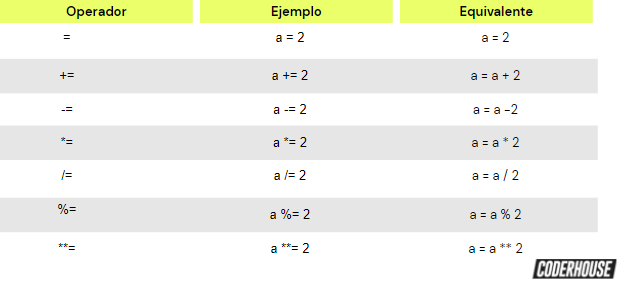 Operador Ejemplo Equivalente
= a = 2 a = 2
+= a += 2 a = a + 2
-= a -= 2 a = a -2
*= a *= 2 a = a * 2
/= a /= 2 a = a / 2
%= a %= 2 a = a % 2
**= a **= 2 a = a ** 2
CODERHOUSE